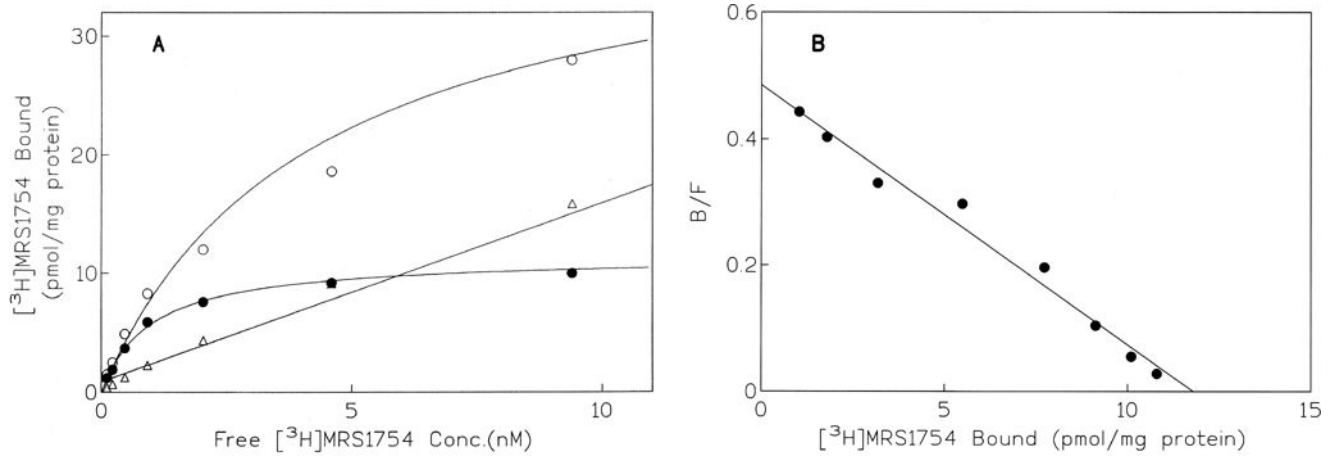 A
[³H]MRS1754 Bound
(pmol/mg protein)
30
20
10
0
0
5
10
Free [³H]MRS1754 Conc.(nM)
B
B/F
0.6
0.4
0.2
0
0
5
10
15
[³H]MRS1754 Bound (pmol/mg protein)